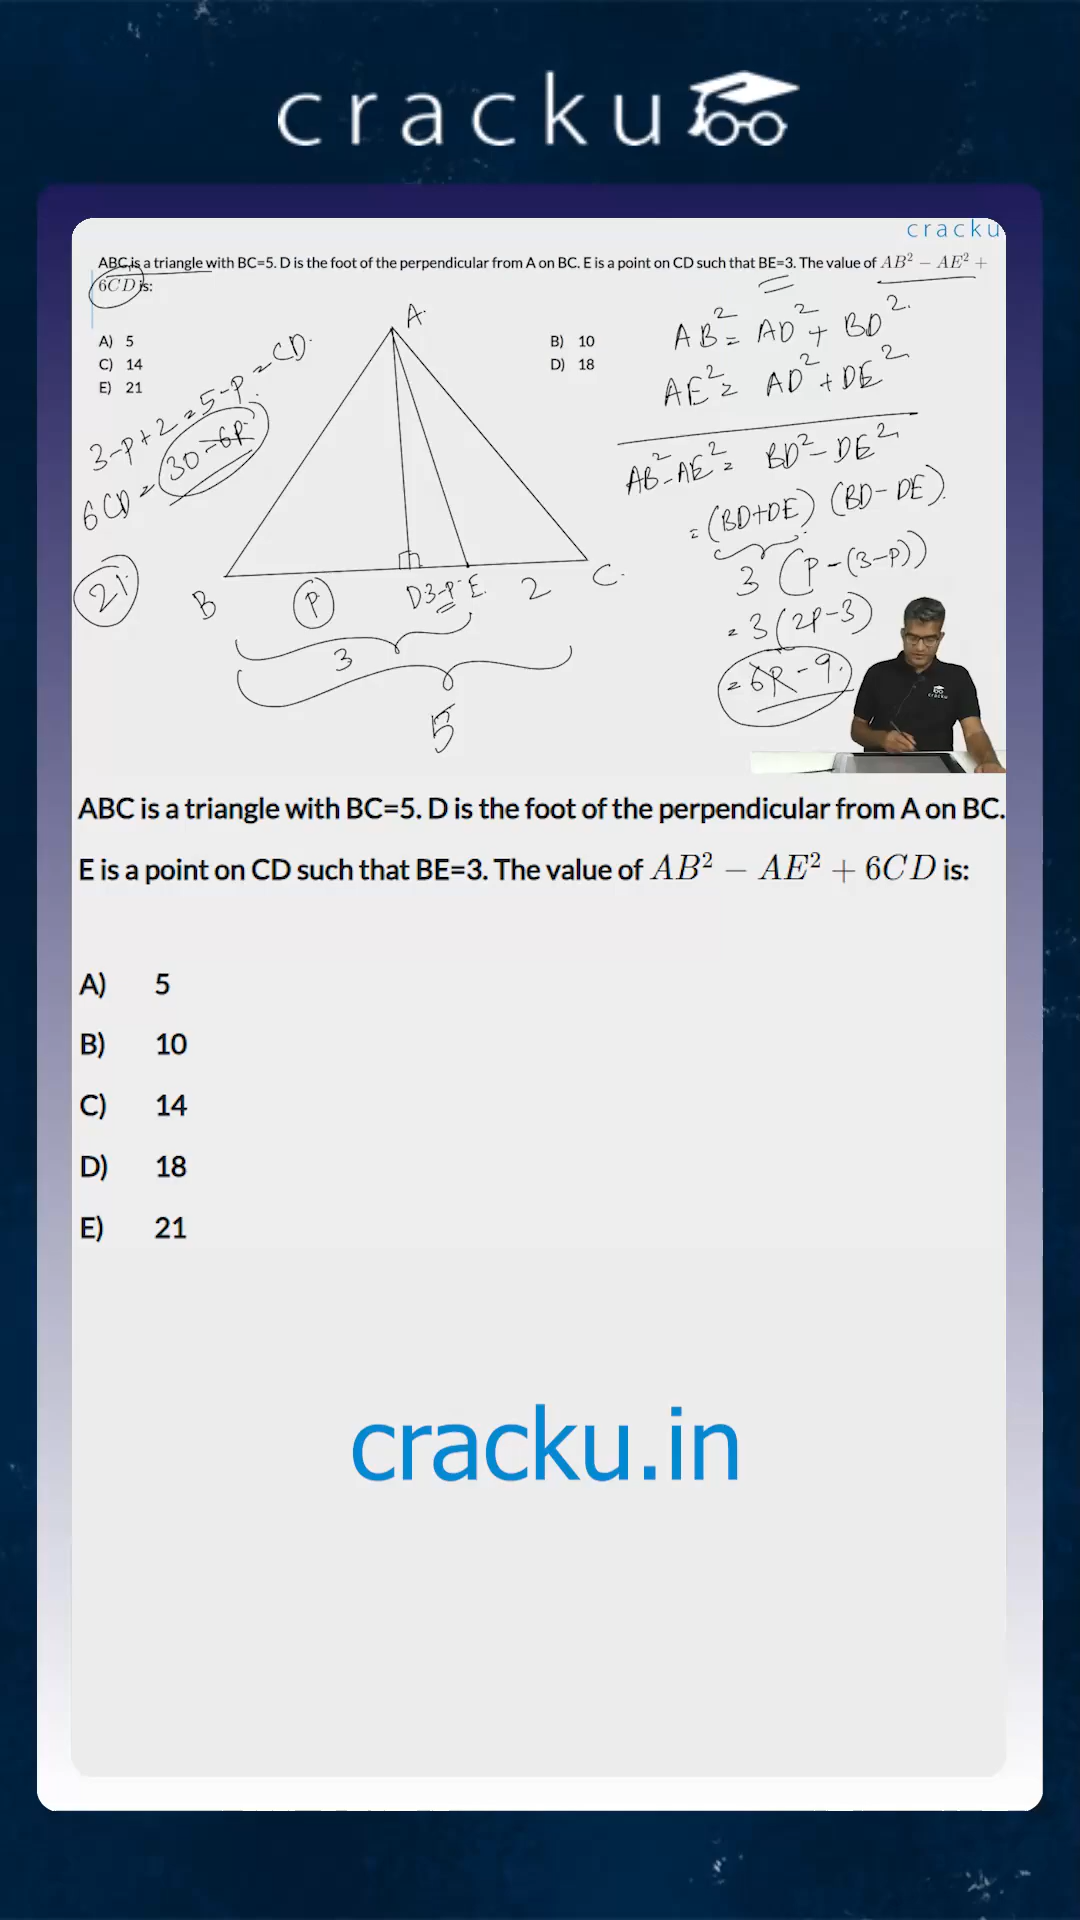 cracku
cracku
ABC is a triangle with BC=5. D is the foot of the perpendicular from A on BC. E is a point on CD such that BE=3. The value of AB² − AE² +
6CD is:
A) 5
B) 10
C) 14
D) 18
E) 21
A
3-p+2=5-p=CD.
6CD = 30-6p
21.
B
p
D
3-p
E.
2
C.
3
5
AB² = AD² + BD².
AE² = AD² + DE²
AB²-AE² = BD² - DE²
= (BD+DE) (BD-DE).
3 (p-(3-p))
= 3(2p-3)
= 6p-9.
cracku
ABC is a triangle with BC=5. D is the foot of the perpendicular from A on BC.
E is a point on CD such that BE=3. The value of AB² − AE² + 6CD is:
A) 5
B) 10
C) 14
D) 18
E) 21
cracku.in